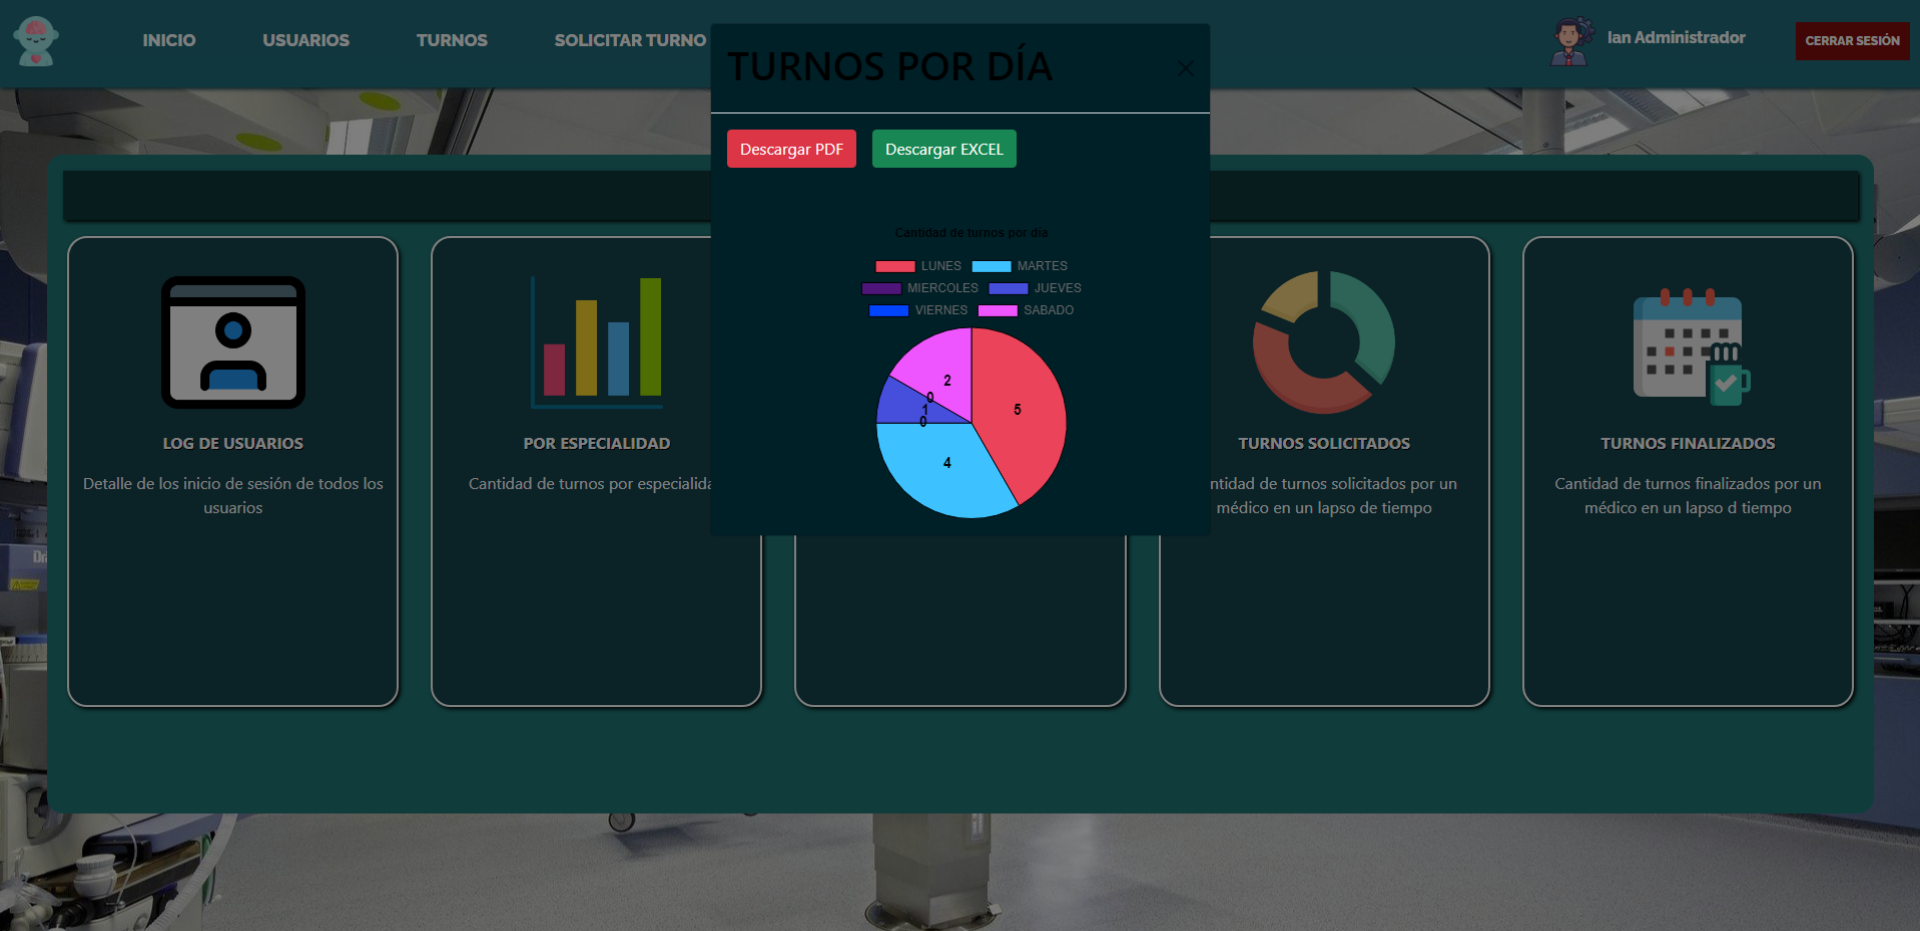 INICIO
USUARIOS
TURNOS
SOLICITAR TURNO
Ian Administrador
CERRAR SESIÓN
TURNOS POR DÍA
Descargar PDF
Descargar EXCEL
Cantidad de turnos por día
LUNES
MARTES
MIERCOLES
JUEVES
VIERNES
SABADO
2
0
1
0
5
4
LOG DE USUARIOS
Detalle de los inicio de sesión de todos los
usuarios
POR ESPECIALIDAD
Cantidad de turnos por especialida
TURNOS SOLICITADOS
ntidad de turnos solicitados por un
médico en un lapso de tiempo
TURNOS FINALIZADOS
Cantidad de turnos finalizados por un
médico en un lapso d tiempo